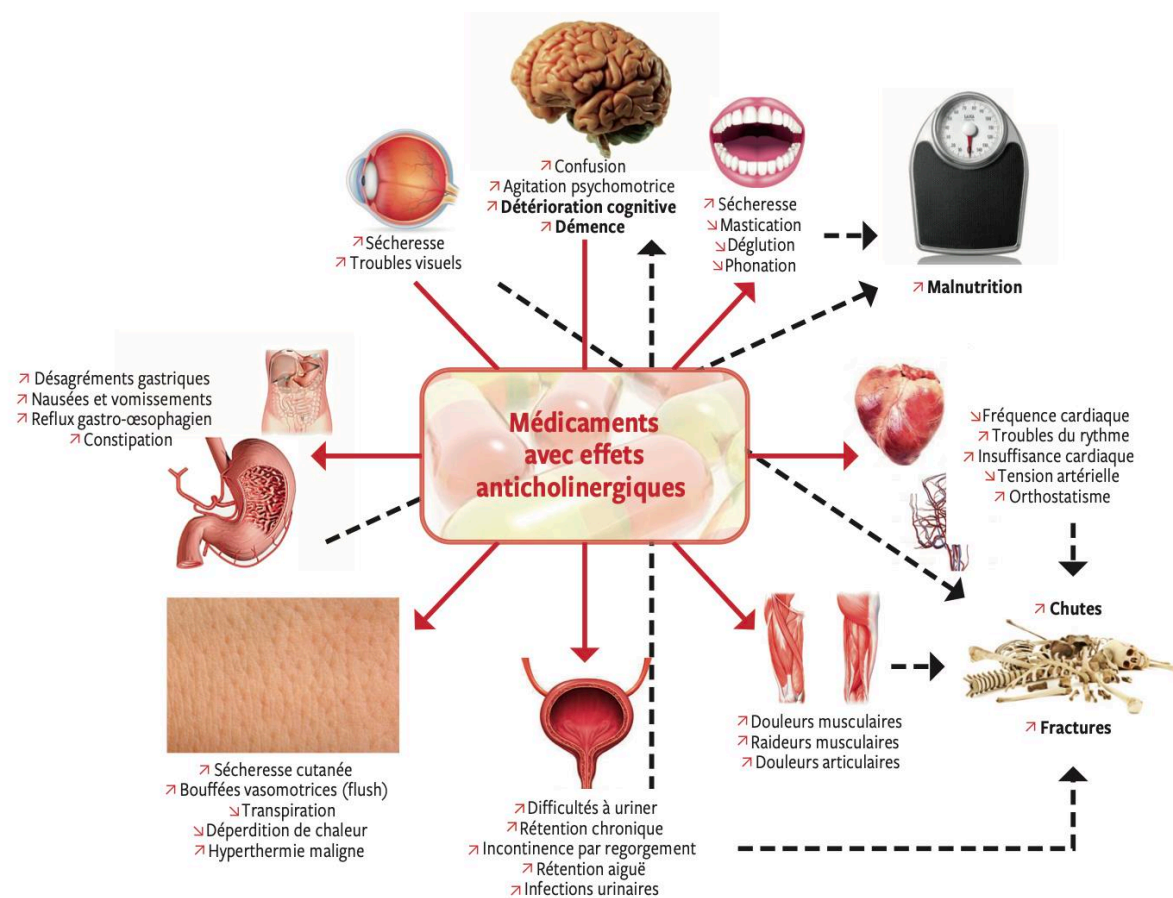 ↗ Confusion
↗ Agitation psychomotrice
↗ Détérioration cognitive
↗ Démence
↗ Sécheresse
↗ Troubles visuels
↗ Sécheresse
↘ Mastication
↘ Déglution
↘ Phonation
↗ Malnutrition
↗ Désagréments gastriques
↗ Nausées et vomissements
↗ Reflux gastro-œsophagien
↗ Constipation
Médicaments
avec effets
anticholinergiques
↘ Fréquence cardiaque
↗ Troubles du rythme
↗ Insuffisance cardiaque
↘ Tension artérielle
↗ Orthostatisme
↗ Chutes
↗ Fractures
↗ Douleurs musculaires
↗ Raideurs musculaires
↗ Douleurs articulaires
↗ Sécheresse cutanée
↗ Bouffées vasomotrices (flush)
↘ Transpiration
↘ Déperdition de chaleur
↗ Hyperthermie maligne
↗ Difficultés à uriner
↗ Rétention chronique
↗ Incontinence par regorgement
↗ Rétention aiguë
↗ Infections urinaires